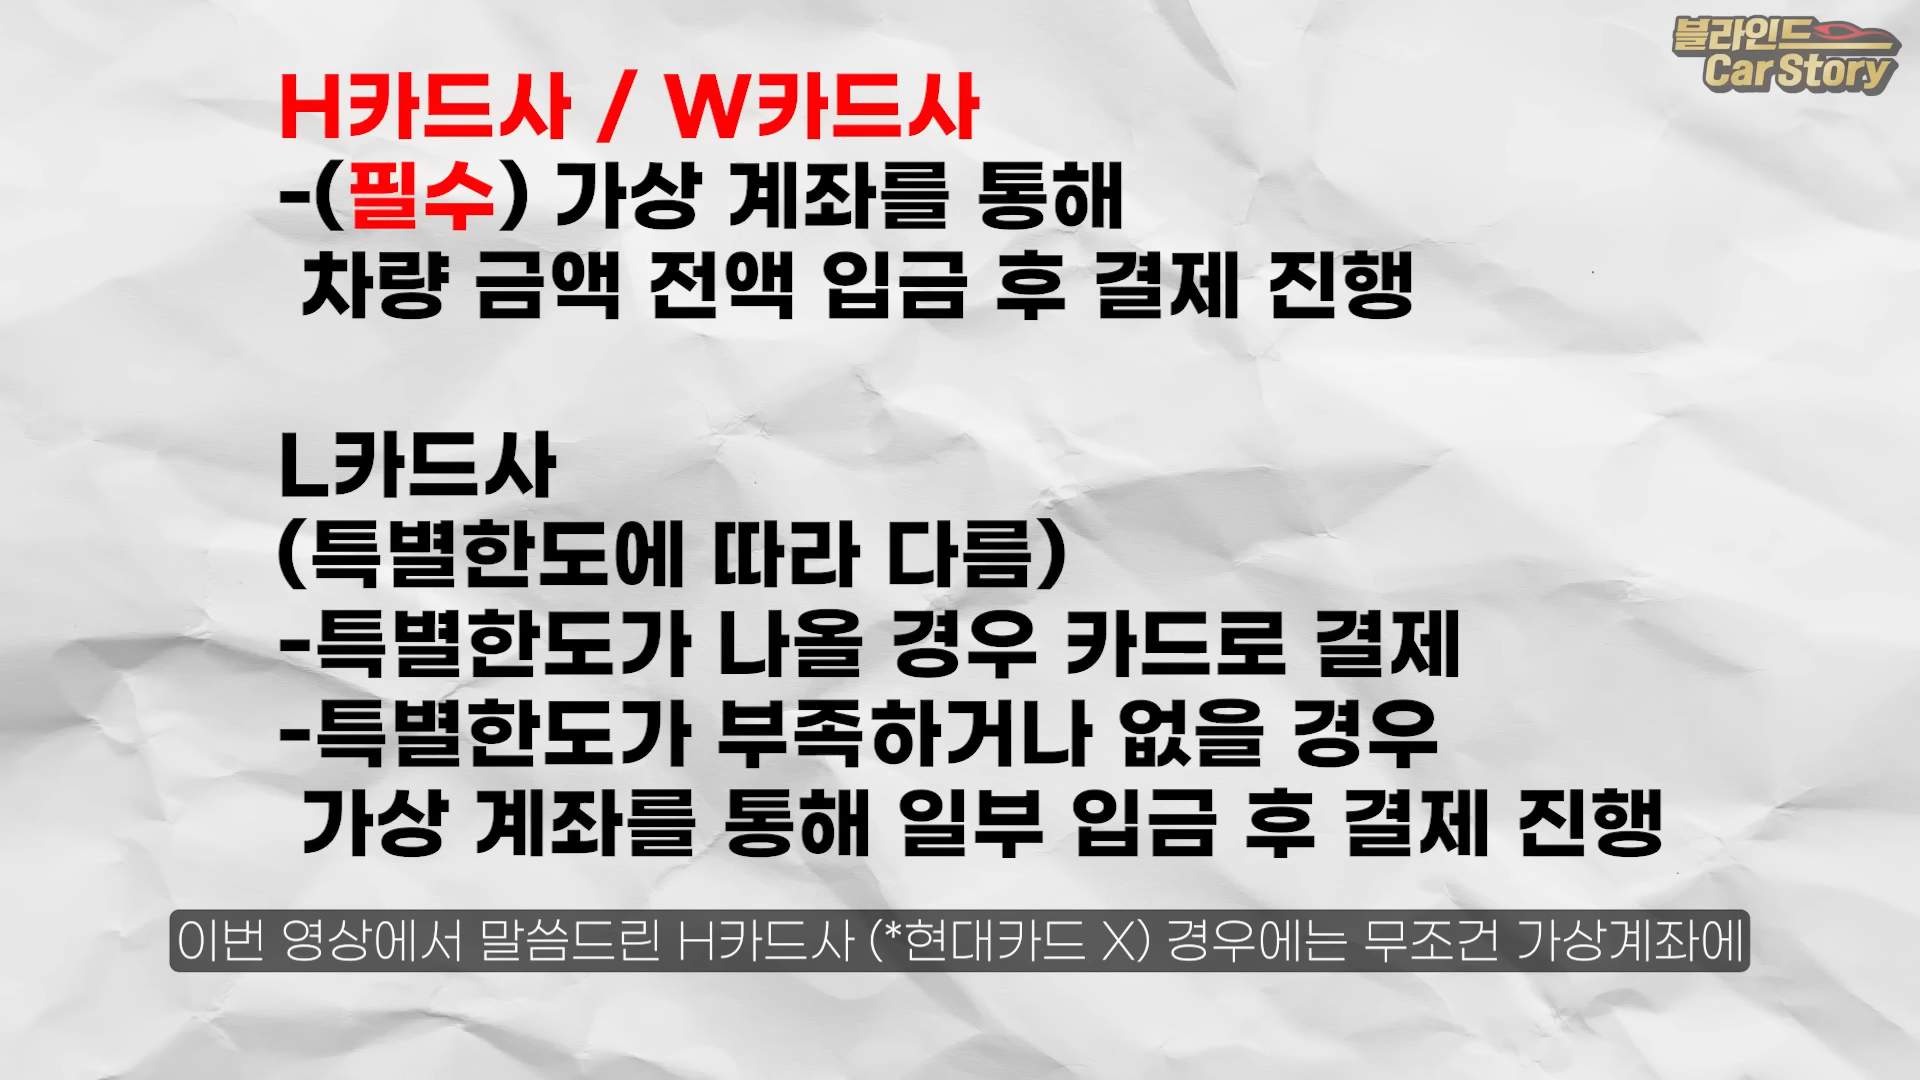 블라인드
Car Story
H카드사 / W카드사
-(필수) 가상 계좌를 통해
차량 금액 전액 입금 후 결제 진행
L카드사
(특별한도에 따라 다름)
-특별한도가 나올 경우 카드로 결제
-특별한도가 부족하거나 없을 경우
가상 계좌를 통해 일부 입금 후 결제 진행
이번 영상에서 말씀드린 H카드사 (*현대카드 X) 경우에는 무조건 가상계좌에